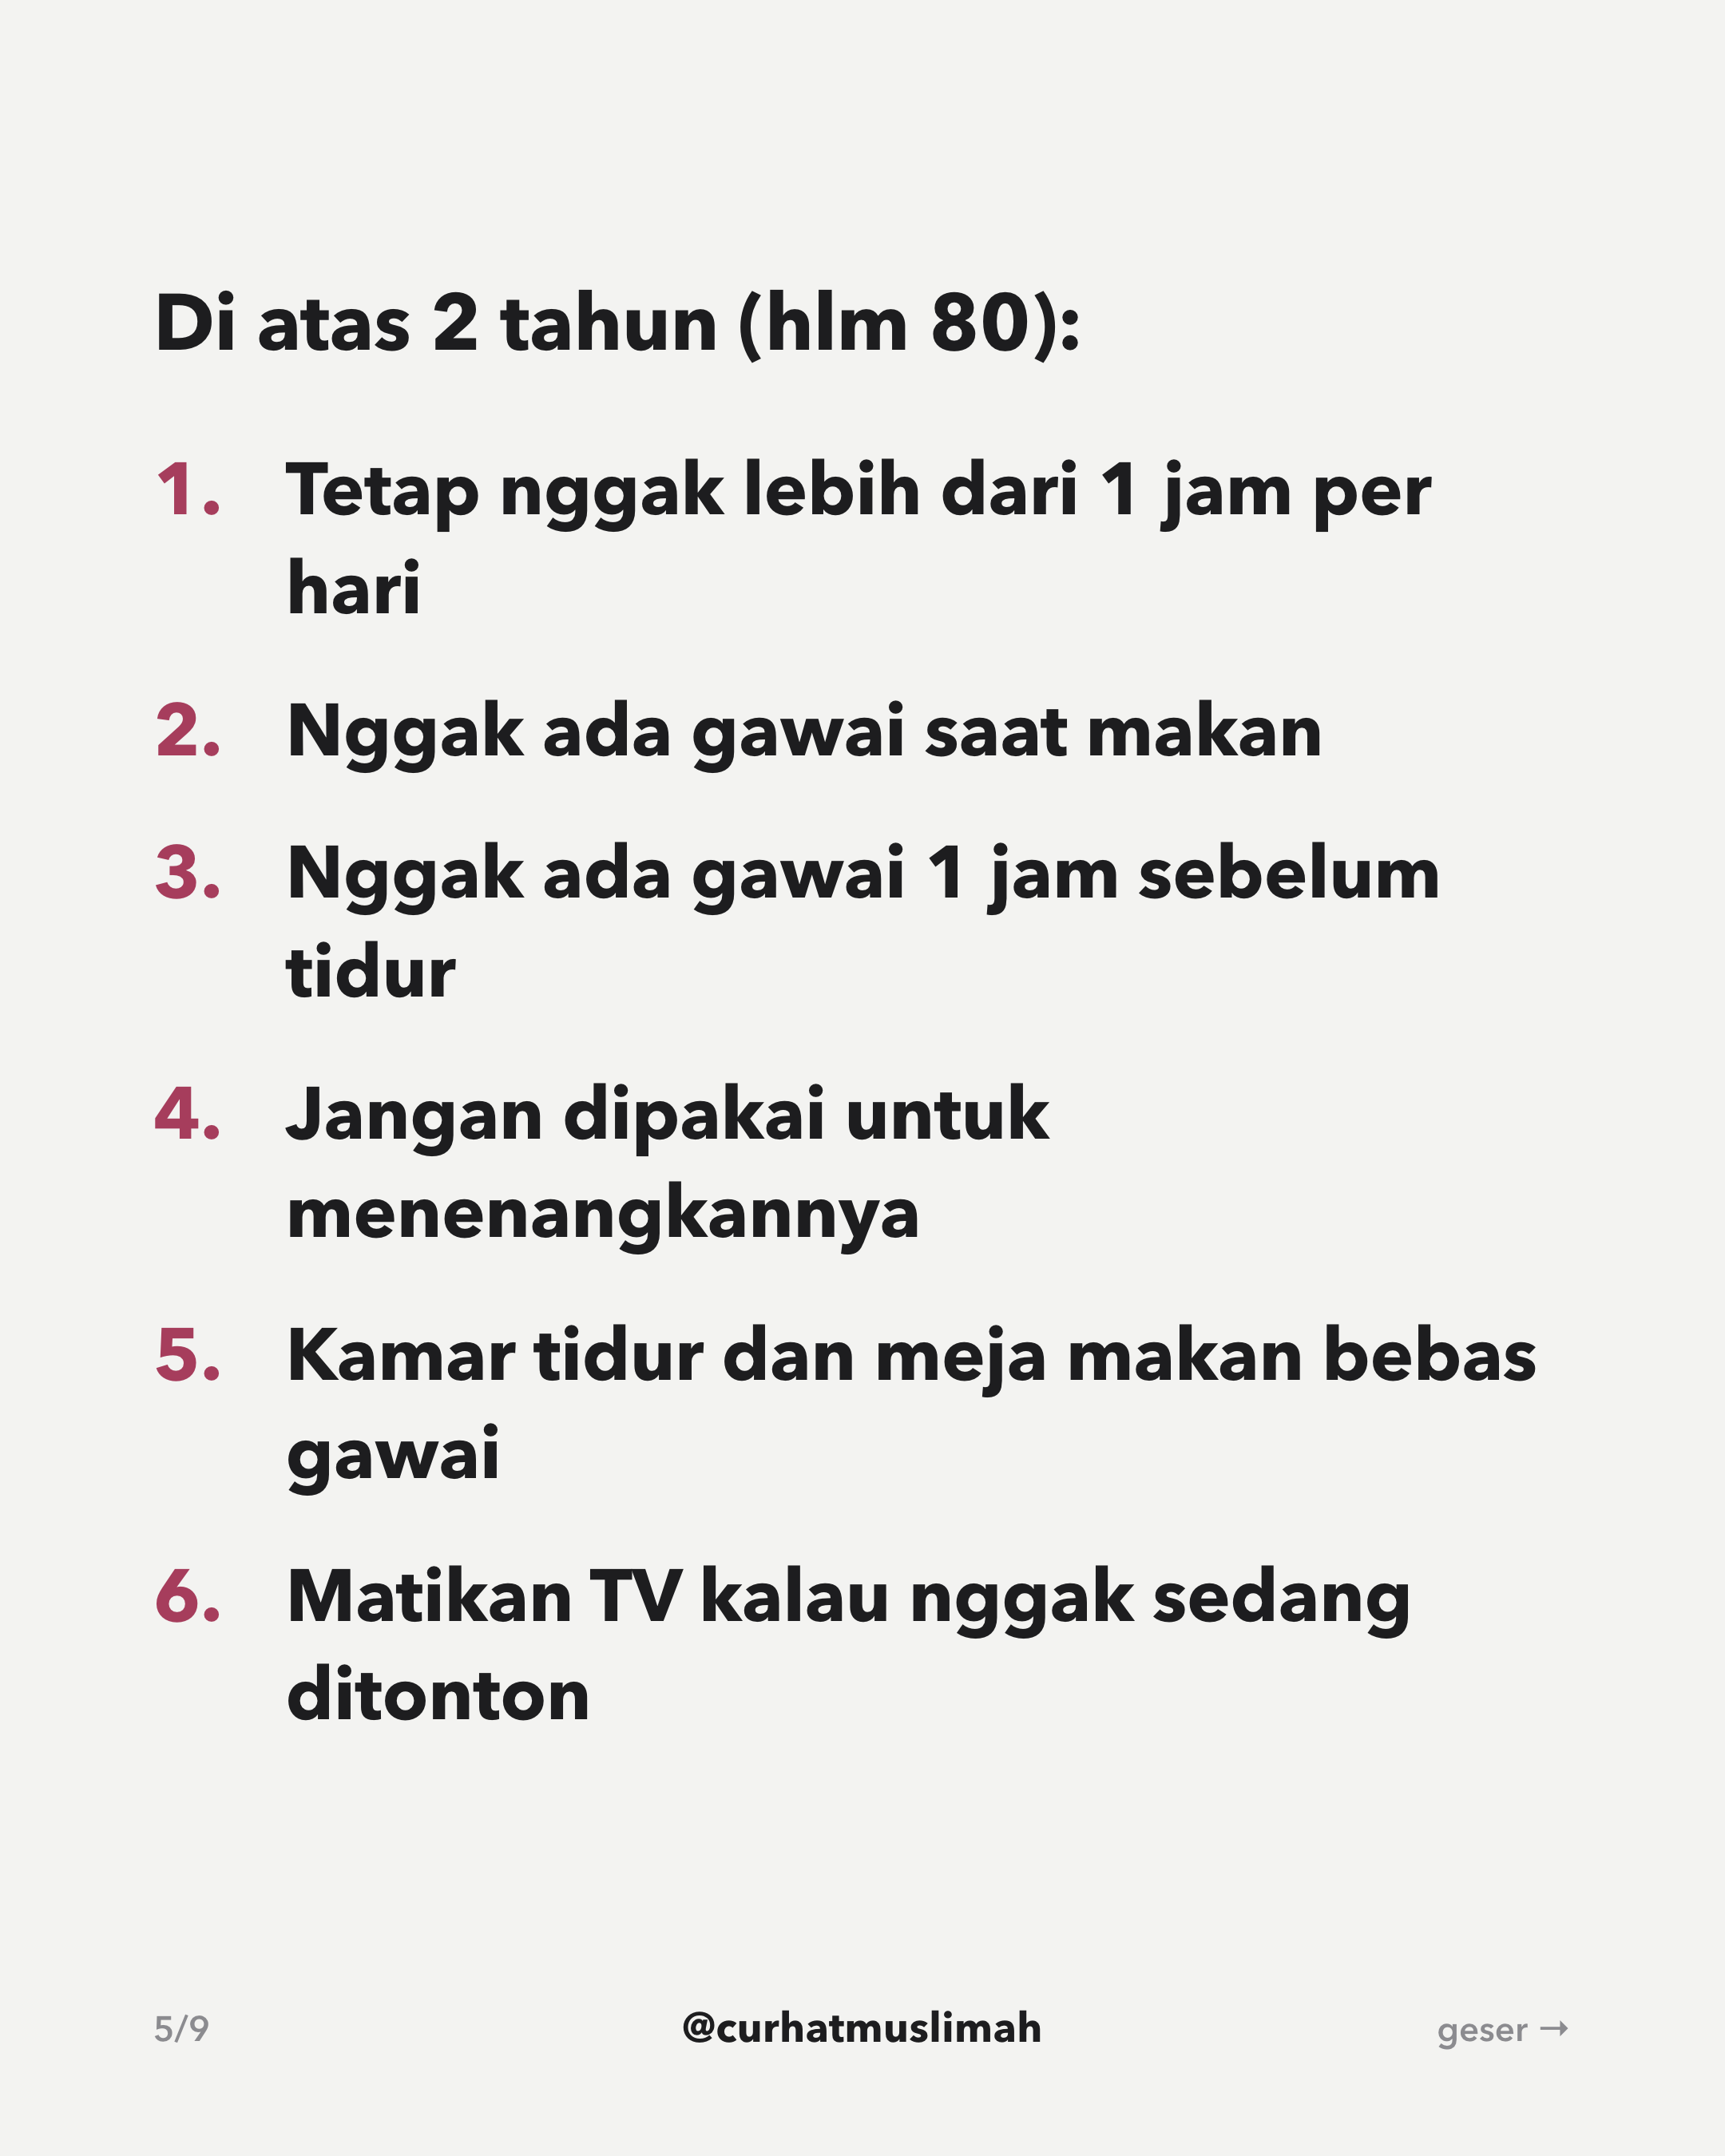 Di atas 2 tahun (hlm 80):
1. Tetap nggak lebih dari 1 jam per
hari
2. Nggak ada gawai saat makan
3. Nggak ada gawai 1 jam sebelum
tidur
4. Jangan dipakai untuk
menenangkannya
5. Kamar tidur dan meja makan bebas
gawai
6. Matikan TV kalau nggak sedang
ditonton
5/9
@curhatmuslimah
geser →